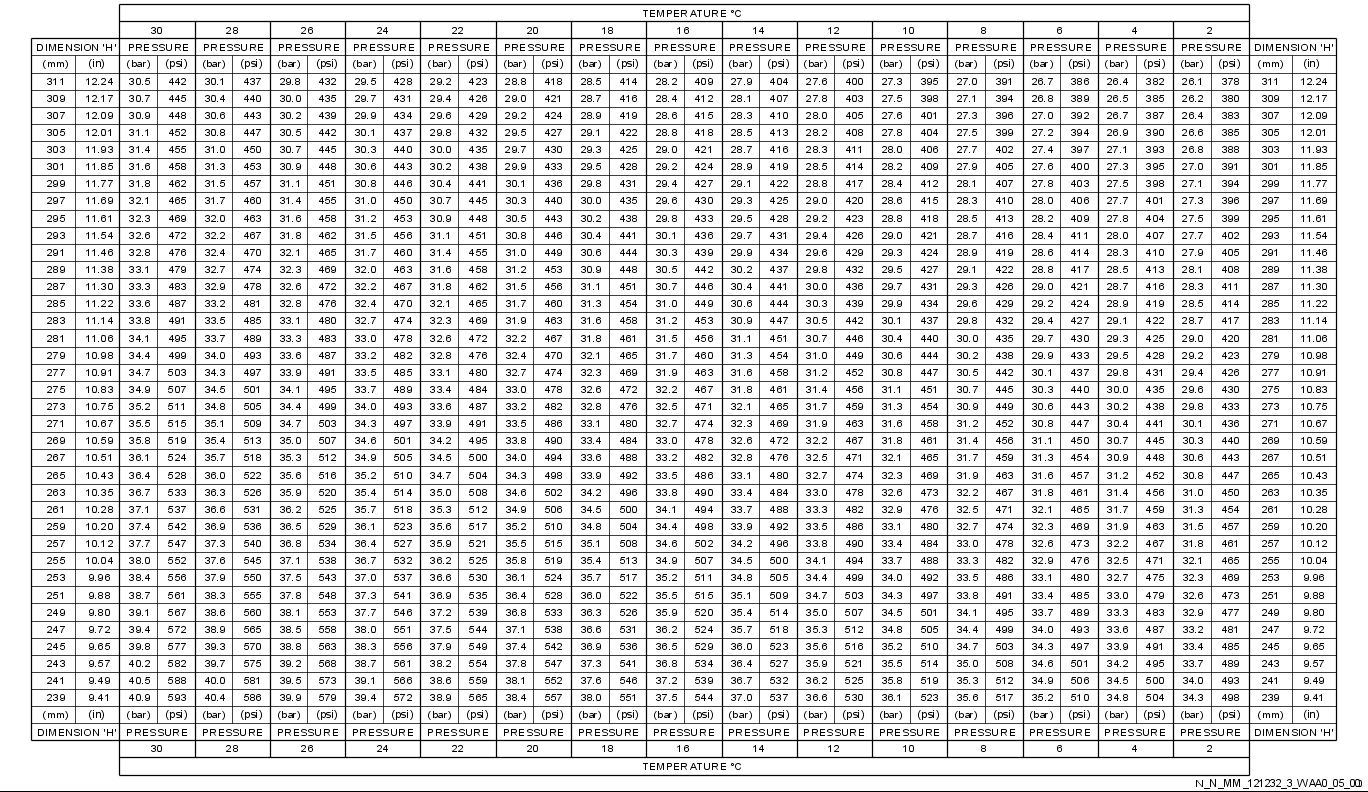 TEMPERATURE °C
30 28 26 24 22 20 18 16 14 12 10 8 6 4 2
DIMENSION 'H' PRESSURE PRESSURE PRESSURE PRESSURE PRESSURE PRESSURE PRESSURE PRESSURE PRESSURE PRESSURE PRESSURE PRESSURE PRESSURE PRESSURE PRESSURE DIMENSION 'H'
(mm) (in) (bar) (psi) (bar) (psi) (bar) (psi) (bar) (psi) (bar) (psi) (bar) (psi) (bar) (psi) (bar) (psi) (bar) (psi) (bar) (psi) (bar) (psi) (bar) (psi) (bar) (psi) (bar) (psi) (bar) (psi) (mm) (in)
311 12.24 30.5 442 30.1 437 29.8 432 29.5 428 29.2 423 28.8 418 28.5 414 28.2 409 27.9 404 27.6 400 27.3 395 27.0 391 26.7 386 26.4 382 26.1 378 311 12.24
309 12.17 30.7 445 30.4 440 30.0 435 29.7 431 29.4 426 29.0 421 28.7 416 28.4 412 28.1 407 27.8 403 27.5 398 27.1 394 26.8 389 26.5 385 26.2 380 309 12.17
307 12.09 30.9 448 30.6 443 30.2 439 29.9 434 29.6 429 29.2 424 28.9 419 28.6 415 28.3 410 28.0 405 27.6 401 27.3 396 27.0 392 26.7 387 26.4 383 307 12.09
305 12.01 31.1 452 30.8 447 30.5 442 30.1 437 29.8 432 29.5 427 29.1 422 28.8 418 28.5 413 28.2 408 27.8 404 27.5 399 27.2 394 26.9 390 26.6 385 305 12.01
303 11.93 31.4 455 31.0 450 30.7 445 30.3 440 30.0 435 29.7 430 29.3 425 29.0 421 28.7 416 28.3 411 28.0 406 27.7 402 27.4 397 27.1 393 26.8 388 303 11.93
301 11.85 31.6 458 31.3 453 30.9 448 30.6 443 30.2 438 29.9 433 29.5 428 29.2 424 28.9 419 28.5 414 28.2 409 27.9 405 27.6 400 27.3 395 27.0 391 301 11.85
299 11.77 31.8 462 31.5 457 31.1 451 30.8 446 30.4 441 30.1 436 29.8 431 29.4 427 29.1 422 28.8 417 28.4 412 28.1 407 27.8 403 27.5 398 27.1 394 299 11.77
297 11.69 32.1 465 31.7 460 31.4 455 31.0 450 30.7 445 30.3 440 30.0 435 29.6 430 29.3 425 29.0 420 28.6 415 28.3 410 28.0 406 27.7 401 27.3 396 297 11.69
295 11.61 32.3 469 32.0 463 31.6 458 31.2 453 30.9 448 30.5 443 30.2 438 29.8 433 29.5 428 29.2 423 28.8 418 28.5 413 28.2 409 27.8 404 27.5 399 295 11.61
293 11.54 32.6 472 32.2 467 31.8 462 31.5 456 31.1 451 30.8 446 30.4 441 30.1 436 29.7 431 29.4 426 29.0 421 28.7 416 28.4 411 28.0 407 27.7 402 293 11.54
291 11.46 32.8 476 32.4 470 32.1 465 31.7 460 31.4 455 31.0 449 30.6 444 30.3 439 29.9 434 29.6 429 29.3 424 28.9 419 28.6 414 28.3 410 27.9 405 291 11.46
289 11.38 33.1 479 32.7 474 32.3 469 32.0 463 31.6 458 31.2 453 30.9 448 30.5 442 30.2 437 29.8 432 29.5 427 29.1 422 28.8 417 28.5 413 28.1 408 289 11.38
287 11.30 33.3 483 32.9 478 32.6 472 32.2 467 31.8 462 31.5 456 31.1 451 30.7 446 30.4 441 30.0 436 29.7 431 29.3 426 29.0 421 28.7 416 28.3 411 287 11.30
285 11.22 33.6 487 33.2 481 32.8 476 32.4 470 32.1 465 31.7 460 31.3 454 31.0 449 30.6 444 30.3 439 29.9 434 29.6 429 29.2 424 28.9 419 28.5 414 285 11.22
283 11.14 33.8 491 33.5 485 33.1 480 32.7 474 32.3 469 31.9 463 31.6 458 31.2 453 30.9 447 30.5 442 30.1 437 29.8 432 29.4 427 29.1 422 28.7 417 283 11.14
281 11.06 34.1 495 33.7 489 33.3 483 33.0 478 32.6 472 32.2 467 31.8 461 31.5 456 31.1 451 30.7 446 30.4 440 30.0 435 29.7 430 29.3 425 29.0 420 281 11.06
279 10.98 34.4 499 34.0 493 33.6 487 33.2 482 32.8 476 32.4 470 32.1 465 31.7 460 31.3 454 31.0 449 30.6 444 30.2 438 29.9 433 29.5 428 29.2 423 279 10.98
277 10.91 34.7 503 34.3 497 33.9 491 33.5 485 33.1 480 32.7 474 32.3 469 31.9 463 31.6 458 31.2 452 30.8 447 30.5 442 30.1 437 29.8 431 29.4 426 277 10.91
275 10.83 34.9 507 34.5 501 34.1 495 33.7 489 33.4 484 33.0 478 32.6 472 32.2 467 31.8 461 31.4 456 31.1 451 30.7 445 30.3 440 30.0 435 29.6 430 275 10.83
273 10.75 35.2 511 34.8 505 34.4 499 34.0 493 33.6 487 33.2 482 32.8 476 32.5 471 32.1 465 31.7 459 31.3 454 30.9 449 30.6 443 30.2 438 29.8 433 273 10.75
271 10.67 35.5 515 35.1 509 34.7 503 34.3 497 33.9 491 33.5 486 33.1 480 32.7 474 32.3 469 31.9 463 31.6 458 31.2 452 30.8 447 30.4 441 30.1 436 271 10.67
269 10.59 35.8 519 35.4 513 35.0 507 34.6 501 34.2 495 33.8 490 33.4 484 33.0 478 32.6 472 32.2 467 31.8 461 31.4 456 31.1 450 30.7 445 30.3 440 269 10.59
267 10.51 36.1 524 35.7 518 35.3 512 34.9 505 34.5 500 34.0 494 33.6 488 33.2 482 32.8 476 32.5 471 32.1 465 31.7 459 31.3 454 30.9 448 30.6 443 267 10.51
265 10.43 36.4 528 36.0 522 35.6 516 35.2 510 34.7 504 34.3 498 33.9 492 33.5 486 33.1 480 32.7 474 32.3 469 31.9 463 31.6 457 31.2 452 30.8 447 265 10.43
263 10.35 36.7 533 36.3 526 35.9 520 35.4 514 35.0 508 34.6 502 34.2 496 33.8 490 33.4 484 33.0 478 32.6 473 32.2 467 31.8 461 31.4 456 31.0 450 263 10.35
261 10.28 37.1 537 36.6 531 36.2 525 35.7 518 35.3 512 34.9 506 34.5 500 34.1 494 33.7 488 33.3 482 32.9 476 32.5 471 32.1 465 31.7 459 31.3 454 261 10.28
259 10.20 37.4 542 36.9 536 36.5 529 36.1 523 35.6 517 35.2 510 34.8 504 34.4 498 33.9 492 33.5 486 33.1 480 32.7 474 32.3 469 31.9 463 31.5 457 259 10.20
257 10.12 37.7 547 37.3 540 36.8 534 36.4 527 35.9 521 35.5 515 35.1 508 34.6 502 34.2 496 33.8 490 33.4 484 33.0 478 32.6 473 32.2 467 31.8 461 257 10.12
255 10.04 38.0 552 37.6 545 37.1 538 36.7 532 36.2 525 35.8 519 35.4 513 34.9 507 34.5 500 34.1 494 33.7 488 33.3 482 32.9 476 32.5 471 32.1 465 255 10.04
253 9.96 38.4 556 37.9 550 37.5 543 37.0 537 36.6 530 36.1 524 35.7 517 35.2 511 34.8 505 34.4 499 34.0 492 33.5 486 33.1 480 32.7 475 32.3 469 253 9.96
251 9.88 38.7 561 38.3 555 37.8 548 37.3 541 36.9 535 36.4 528 36.0 522 35.5 515 35.1 509 34.7 503 34.3 497 33.8 491 33.4 485 33.0 479 32.6 473 251 9.88
249 9.80 39.1 567 38.6 560 38.1 553 37.7 546 37.2 539 36.8 533 36.3 526 35.9 520 35.4 514 35.0 507 34.5 501 34.1 495 33.7 489 33.3 483 32.9 477 249 9.80
247 9.72 39.4 572 38.9 565 38.5 558 38.0 551 37.5 544 37.1 538 36.6 531 36.2 524 35.7 518 35.3 512 34.8 505 34.4 499 34.0 493 33.6 487 33.2 481 247 9.72
245 9.65 39.8 577 39.3 570 38.8 563 38.3 556 37.9 549 37.4 542 36.9 536 36.5 529 36.0 523 35.6 516 35.2 510 34.7 503 34.3 497 33.9 491 33.4 485 245 9.65
243 9.57 40.2 582 39.7 575 39.2 568 38.7 561 38.2 554 37.8 547 37.3 541 36.8 534 36.4 527 35.9 521 35.5 514 35.0 508 34.6 501 34.2 495 33.7 489 243 9.57
241 9.49 40.5 588 40.0 581 39.5 573 39.1 566 38.6 559 38.1 552 37.6 546 37.2 539 36.7 532 36.2 525 35.8 519 35.3 512 34.9 506 34.5 500 34.0 493 241 9.49
239 9.41 40.9 593 40.4 586 39.9 579 39.4 572 38.9 565 38.4 557 38.0 551 37.5 544 37.0 537 36.6 530 36.1 523 35.6 517 35.2 510 34.8 504 34.3 498 239 9.41
(mm) (in) (bar) (psi) (bar) (psi) (bar) (psi) (bar) (psi) (bar) (psi) (bar) (psi) (bar) (psi) (bar) (psi) (bar) (psi) (bar) (psi) (bar) (psi) (bar) (psi) (bar) (psi) (bar) (psi) (bar) (psi) (mm) (in)
DIMENSION 'H' PRESSURE PRESSURE PRESSURE PRESSURE PRESSURE PRESSURE PRESSURE PRESSURE PRESSURE PRESSURE PRESSURE PRESSURE PRESSURE PRESSURE PRESSURE DIMENSION 'H'
30 28 26 24 22 20 18 16 14 12 10 8 6 4 2
TEMPERATURE °C
N_N_MM_121232_3_WAA0_05_00